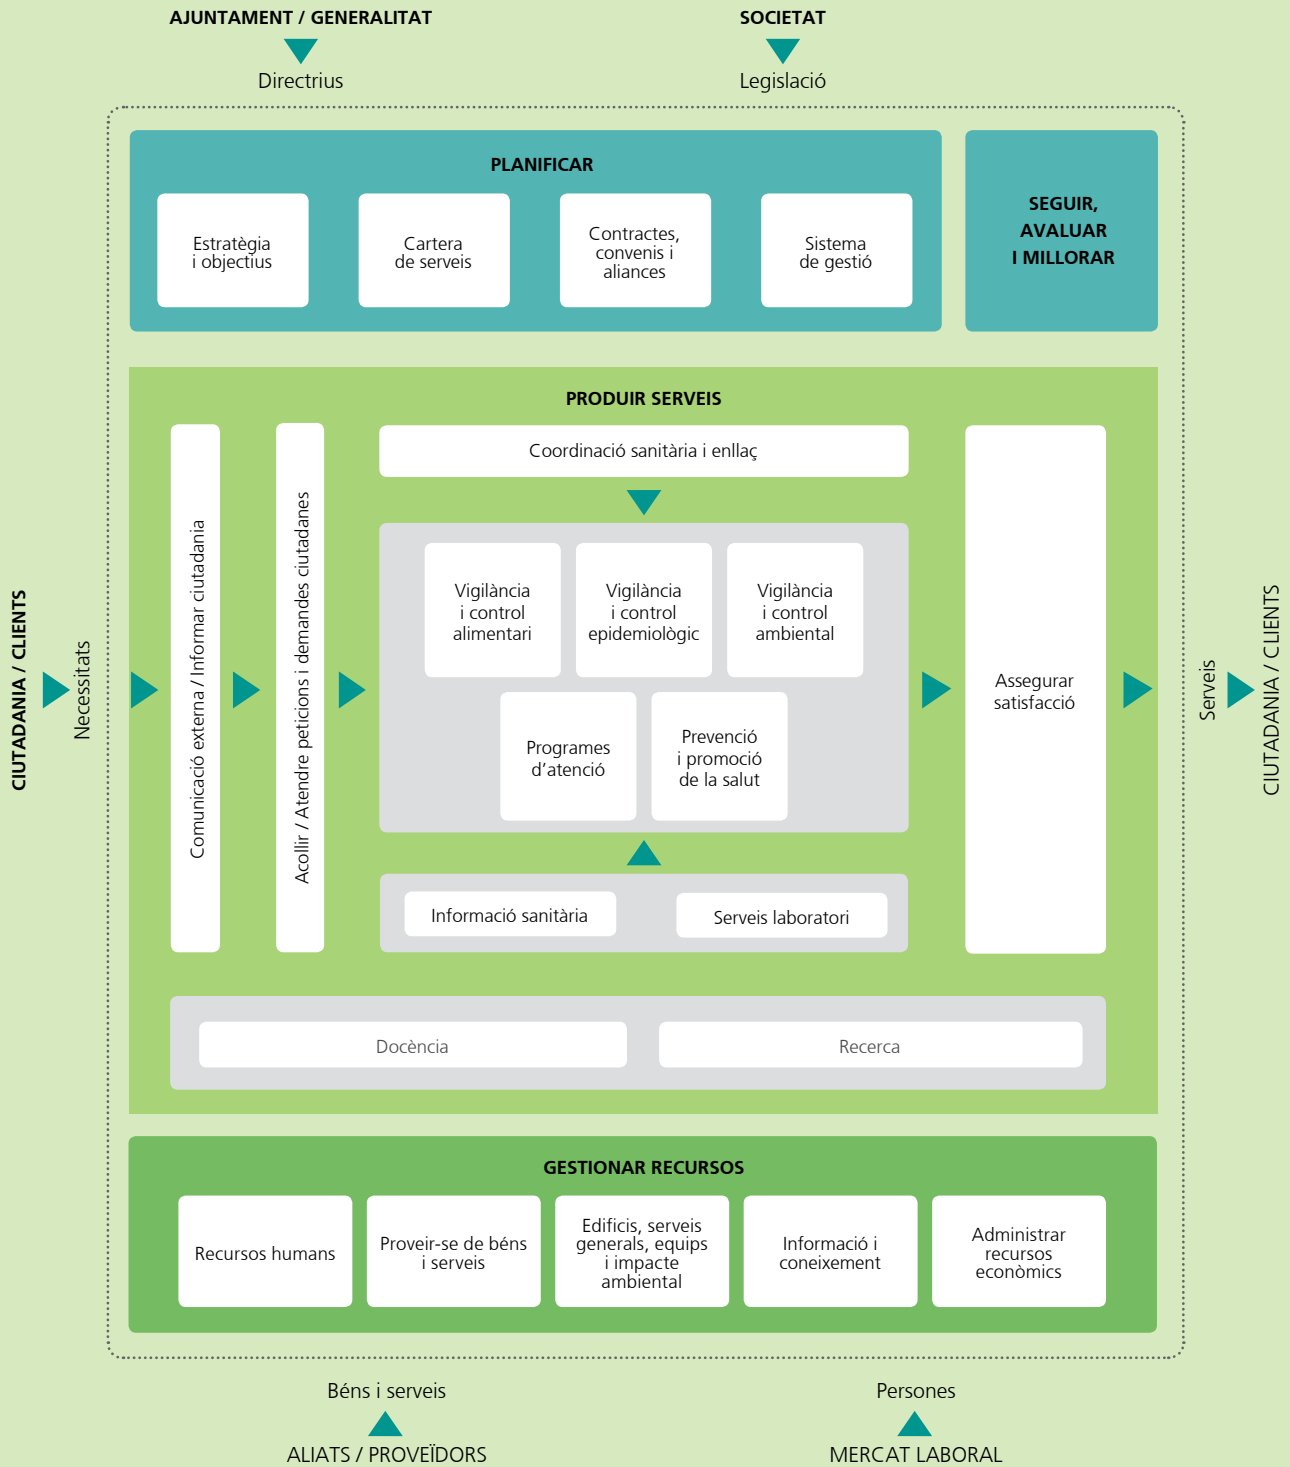 AJUNTAMENT / GENERALITAT
SOCIETAT
Directrius
Legislació
PLANIFICAR
Estratègia
i objectius
Cartera
de serveis
Contractes,
convenis i
aliances
Sistema
de gestió
SEGUIR,
AVALUAR
I MILLORAR
PRODUIR SERVEIS
CIUTADANIA / CLIENTS
Necessitats
Comunicació externa / Informar ciutadania
Acollir / Atendre peticions i demandes ciutadanes
Coordinació sanitària i enllaç
Vigilància
i control
alimentari
Vigilància
i control
epidemiològic
Vigilància
i control
ambiental
Programes
d’atenció
Prevenció
i promoció
de la salut
Informació sanitària
Serveis laboratori
Assegurar
satisfacció
Serveis
CIUTADANIA / CLIENTS
Docència
Recerca
GESTIONAR RECURSOS
Recursos humans
Proveir-se de béns
i serveis
Edificis, serveis
generals, equips
i impacte
ambiental
Informació i
coneixement
Administrar
recursos
econòmics
Béns i serveis
Persones
ALIATS / PROVEÏDORS
MERCAT LABORAL